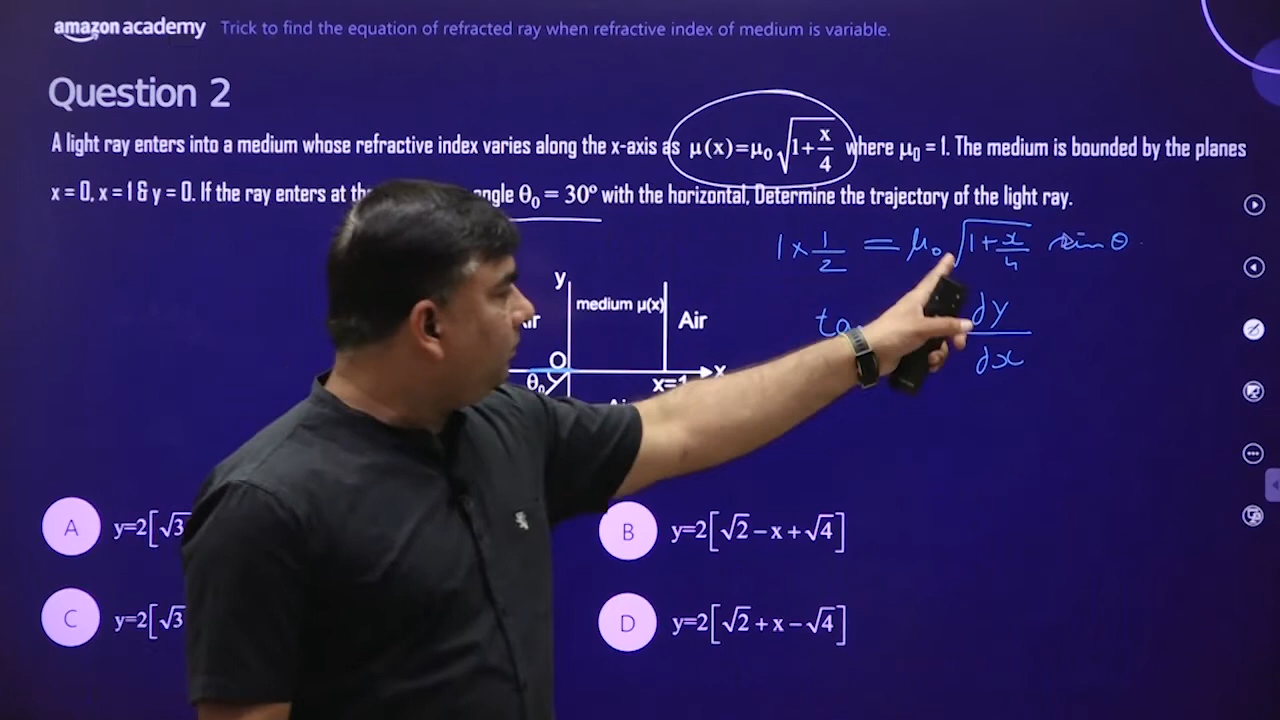 amazon academy Trick to find the equation of refracted ray when refractive index of medium is variable.
Question 2
A light ray enters into a medium whose refractive index varies along the x-axis as μ(x)=μ₀√(1+x/4) where μ₀ = 1. The medium is bounded by the planes
x = 0, x = 1 & y = 0. If the ray enters at θ₀ = 30° with the horizontal, Determine the trajectory of the light ray.
1 × 1/2 = μ₀ √(1+x/4) sin θ
y
medium μ(x)
Air
dy/dx
O
x
θ₀
x=1
A y=2[√3
B y=2[√2−x+√4]
C y=2[√3
D y=2[√2+x−√4]